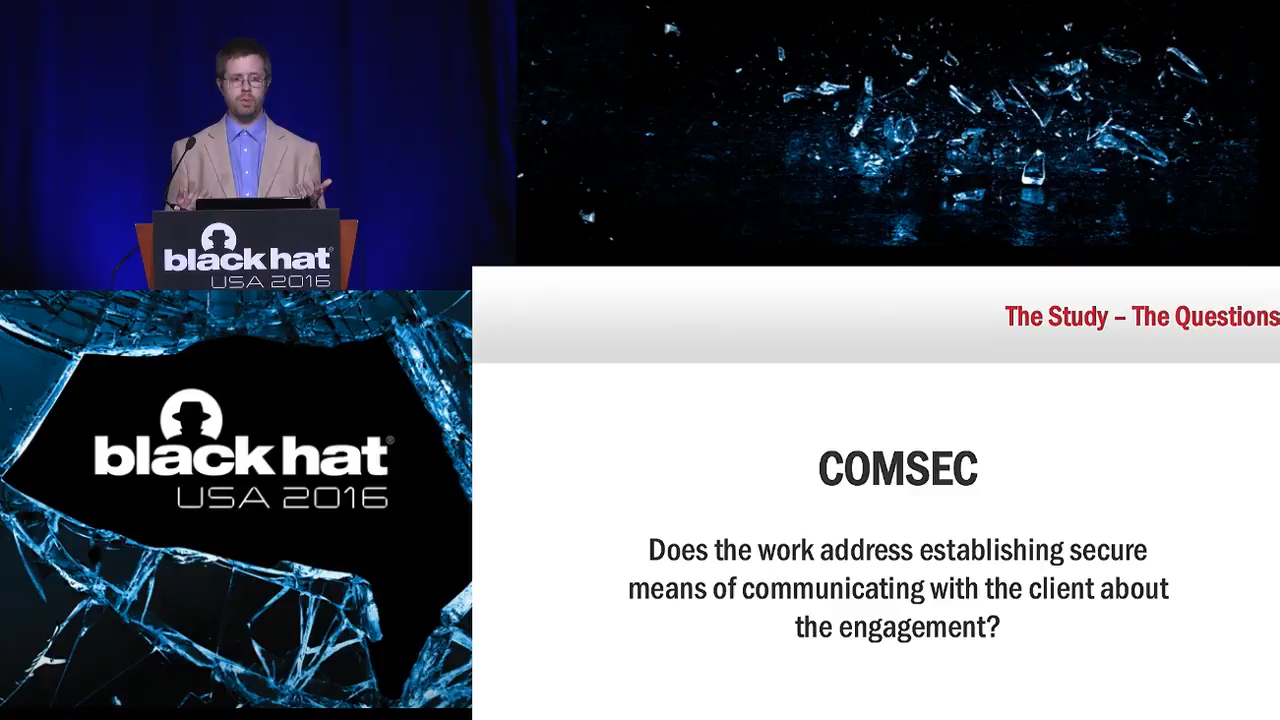 black hat®
USA 2016
black hat®
USA 2016
The Study – The Questions
COMSEC
Does the work address establishing secure
means of communicating with the client about
the engagement?